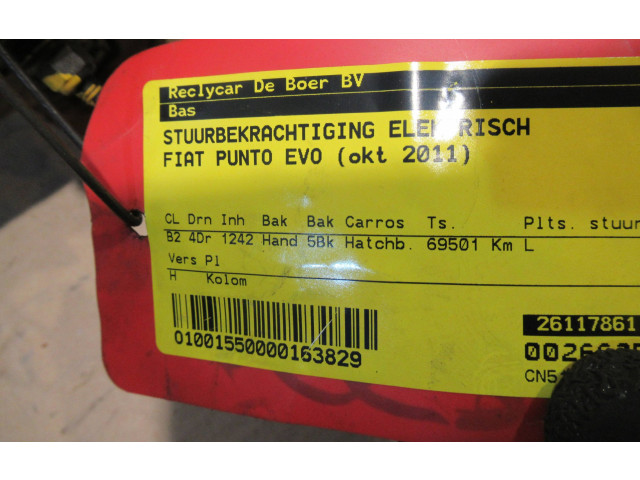 Reclycar De Boer BV
Bas
STUURBEKRACHTIGING ELEKTRISCH
FIAT PUNTO EVO (okt 2011)
CL Drn Inh Bak Bak Carros Ts. Plts. stuur
B2 4Dr 1242 Hand 5Bk Hatchb. 69501 Km L
Vers Pl
H Kolom
01001550000163829
26117861